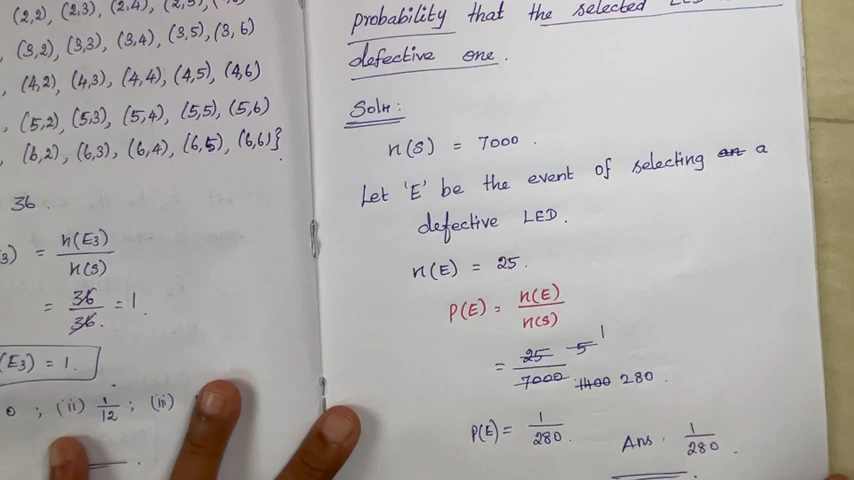 (2,2), (2,3), (2,4), (2,5),
, (3,2), (3,3), (3,4), (3,5), (3,6)
, (4,2), (4,3), (4,4), (4,5), (4,6)
, (5,2), (5,3), (5,4), (5,5), (5,6)
, (6,2), (6,3), (6,4), (6,5), (6,6)}
36.
3) = n(E3)/n(S)
= 36/36. = 1.
(E3) = 1.
0 ; (ii) 1/12 ; (iii)
probability that the selected LED
defective one.
Soln:
n(S) = 7000.
Let 'E' be the event of selecting an a
defective LED.
n(E) = 25.
P(E) = n(E)/n(S)
= 25/7000 5/1400 1/280.
P(E) = 1/280.
Ans. 1/280.